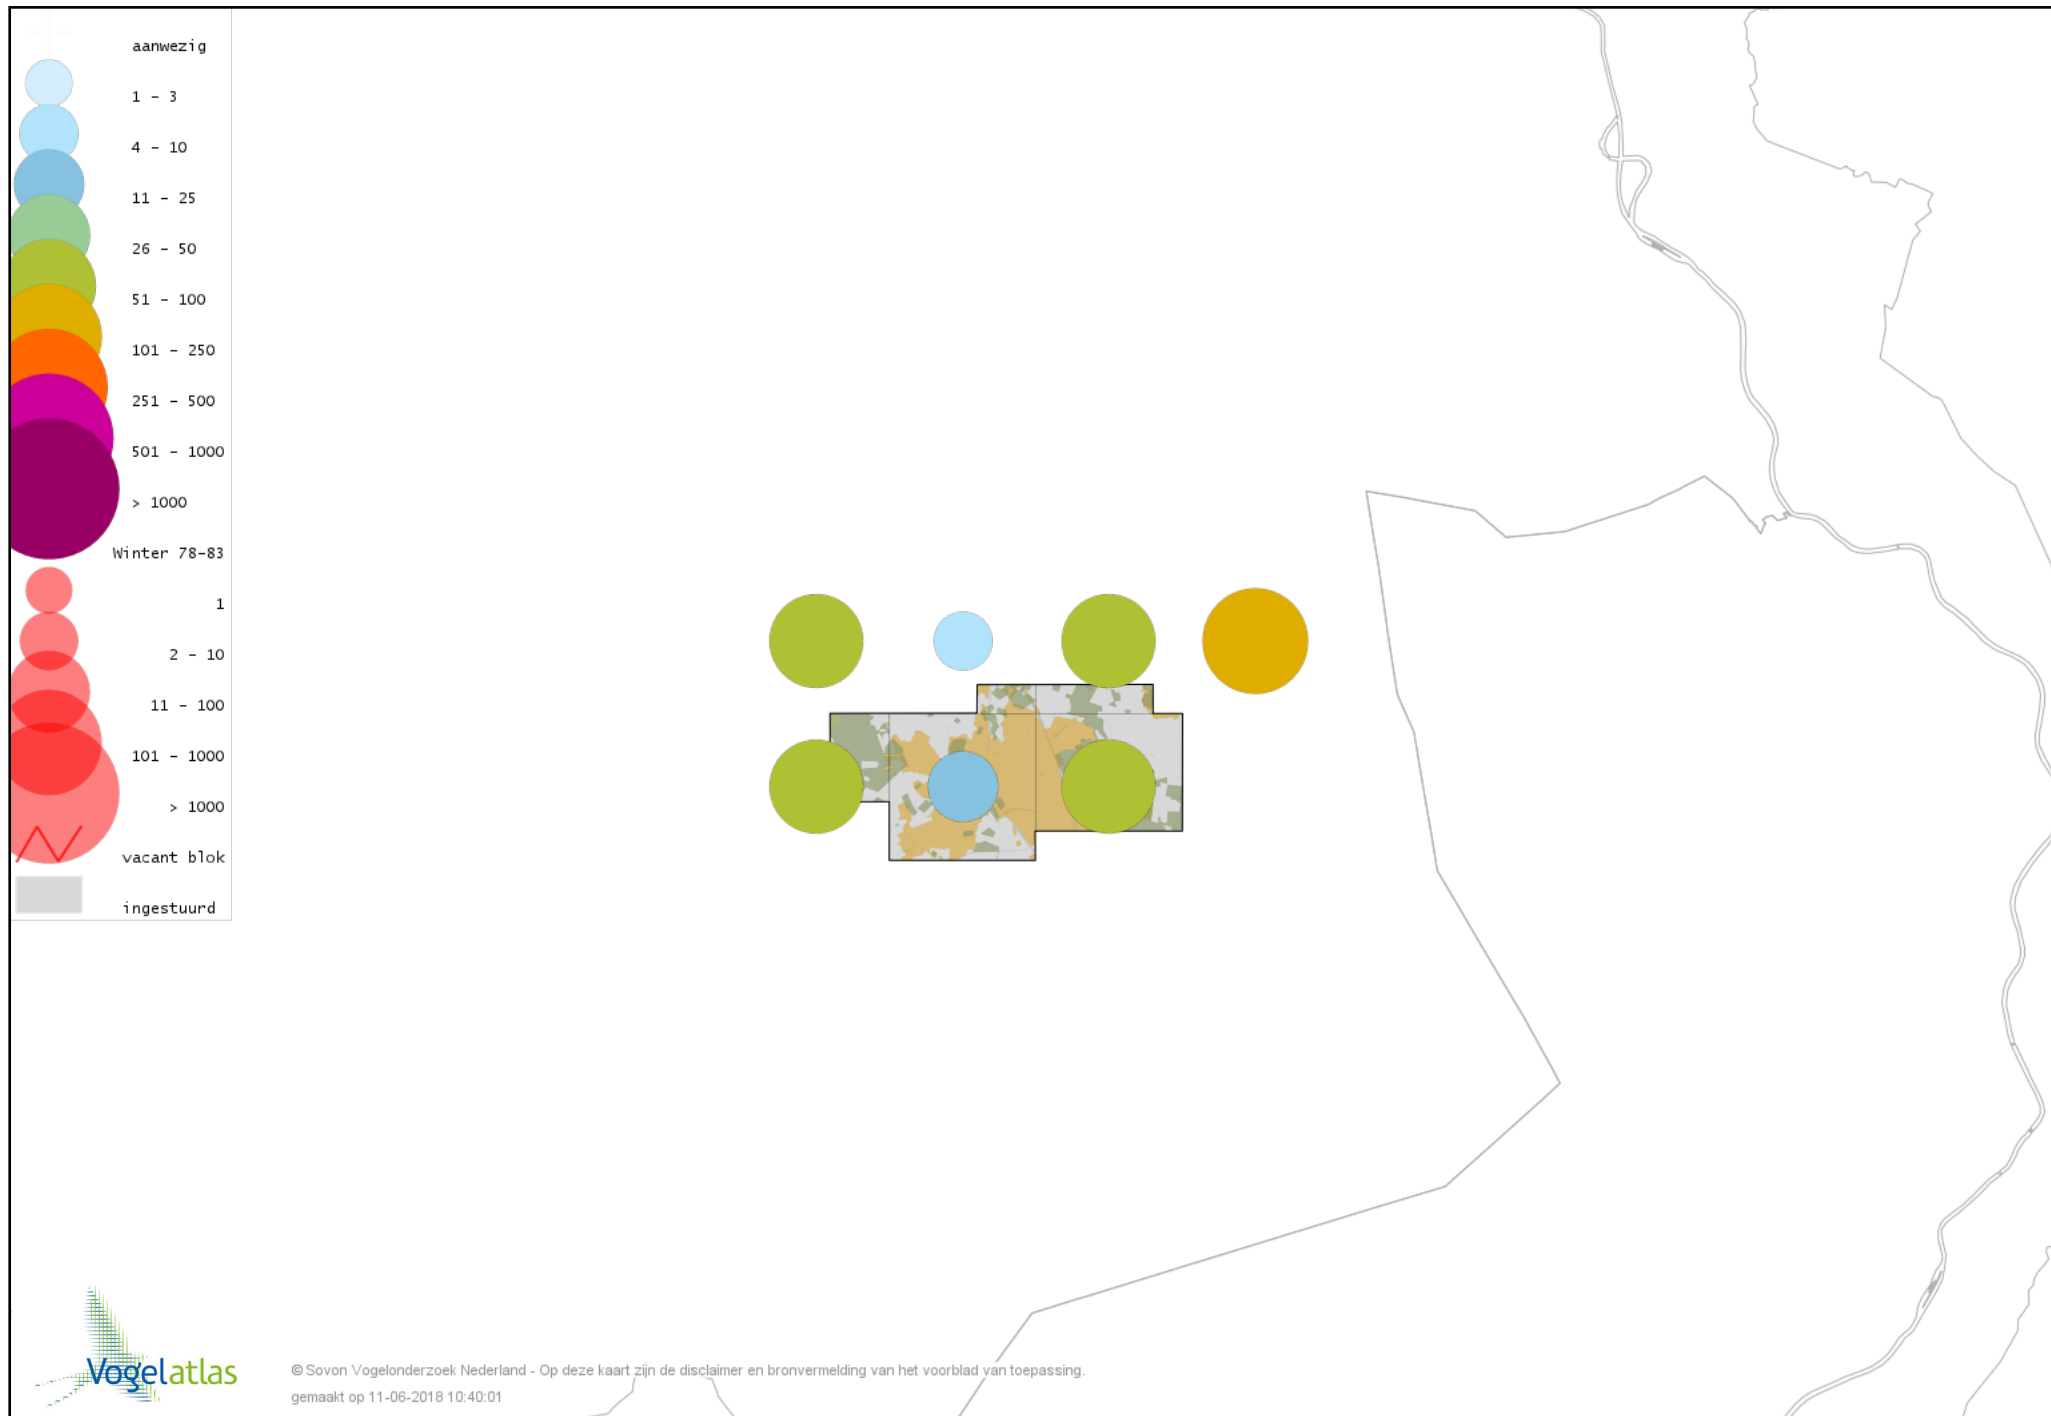 aanwezig
1 - 3
4 - 10
11 - 25
26 - 50
51 - 100
101 - 250
251 - 500
501 - 1000
> 1000
Winter 78-83
1
2 - 10
11 - 100
101 - 1000
> 1000
vacant blok
ingestuurd
Vogelatlas
© Sovon Vogelonderzoek Nederland - Op deze kaart zijn de disclaimer en bronvermelding van het voorblad van toepassing.
gemaakt op 11-06-2018 10:40:01